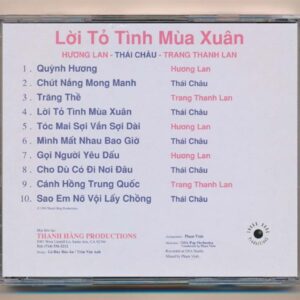 Lời Tỏ Tình Mùa Xuân
HƯƠNG LAN - THÁI CHÂU - TRANG THANH LAN
1. Quỳnh Hương Hương Lan
2. Chút Nắng Mong Manh Thái Châu
3. Trăng Thề Trang Thanh Lan
4. Lời Tỏ Tình Mùa Xuân Thái Châu
5. Tóc Mai Sợi Vắn Sợi Dài Hương Lan
6. Mình Mất Nhau Bao Giờ Thái Châu
7. Gọi Người Yêu Dấu Hương Lan
8. Cho Dù Có Đi Nơi Đâu Thái Châu
9. Cánh Hồng Trung Quốc Trang Thanh Lan
10. Sao Em Nỡ Vội Lấy Chồng Thái Châu
THANH HẰNG PRODUCTIONS